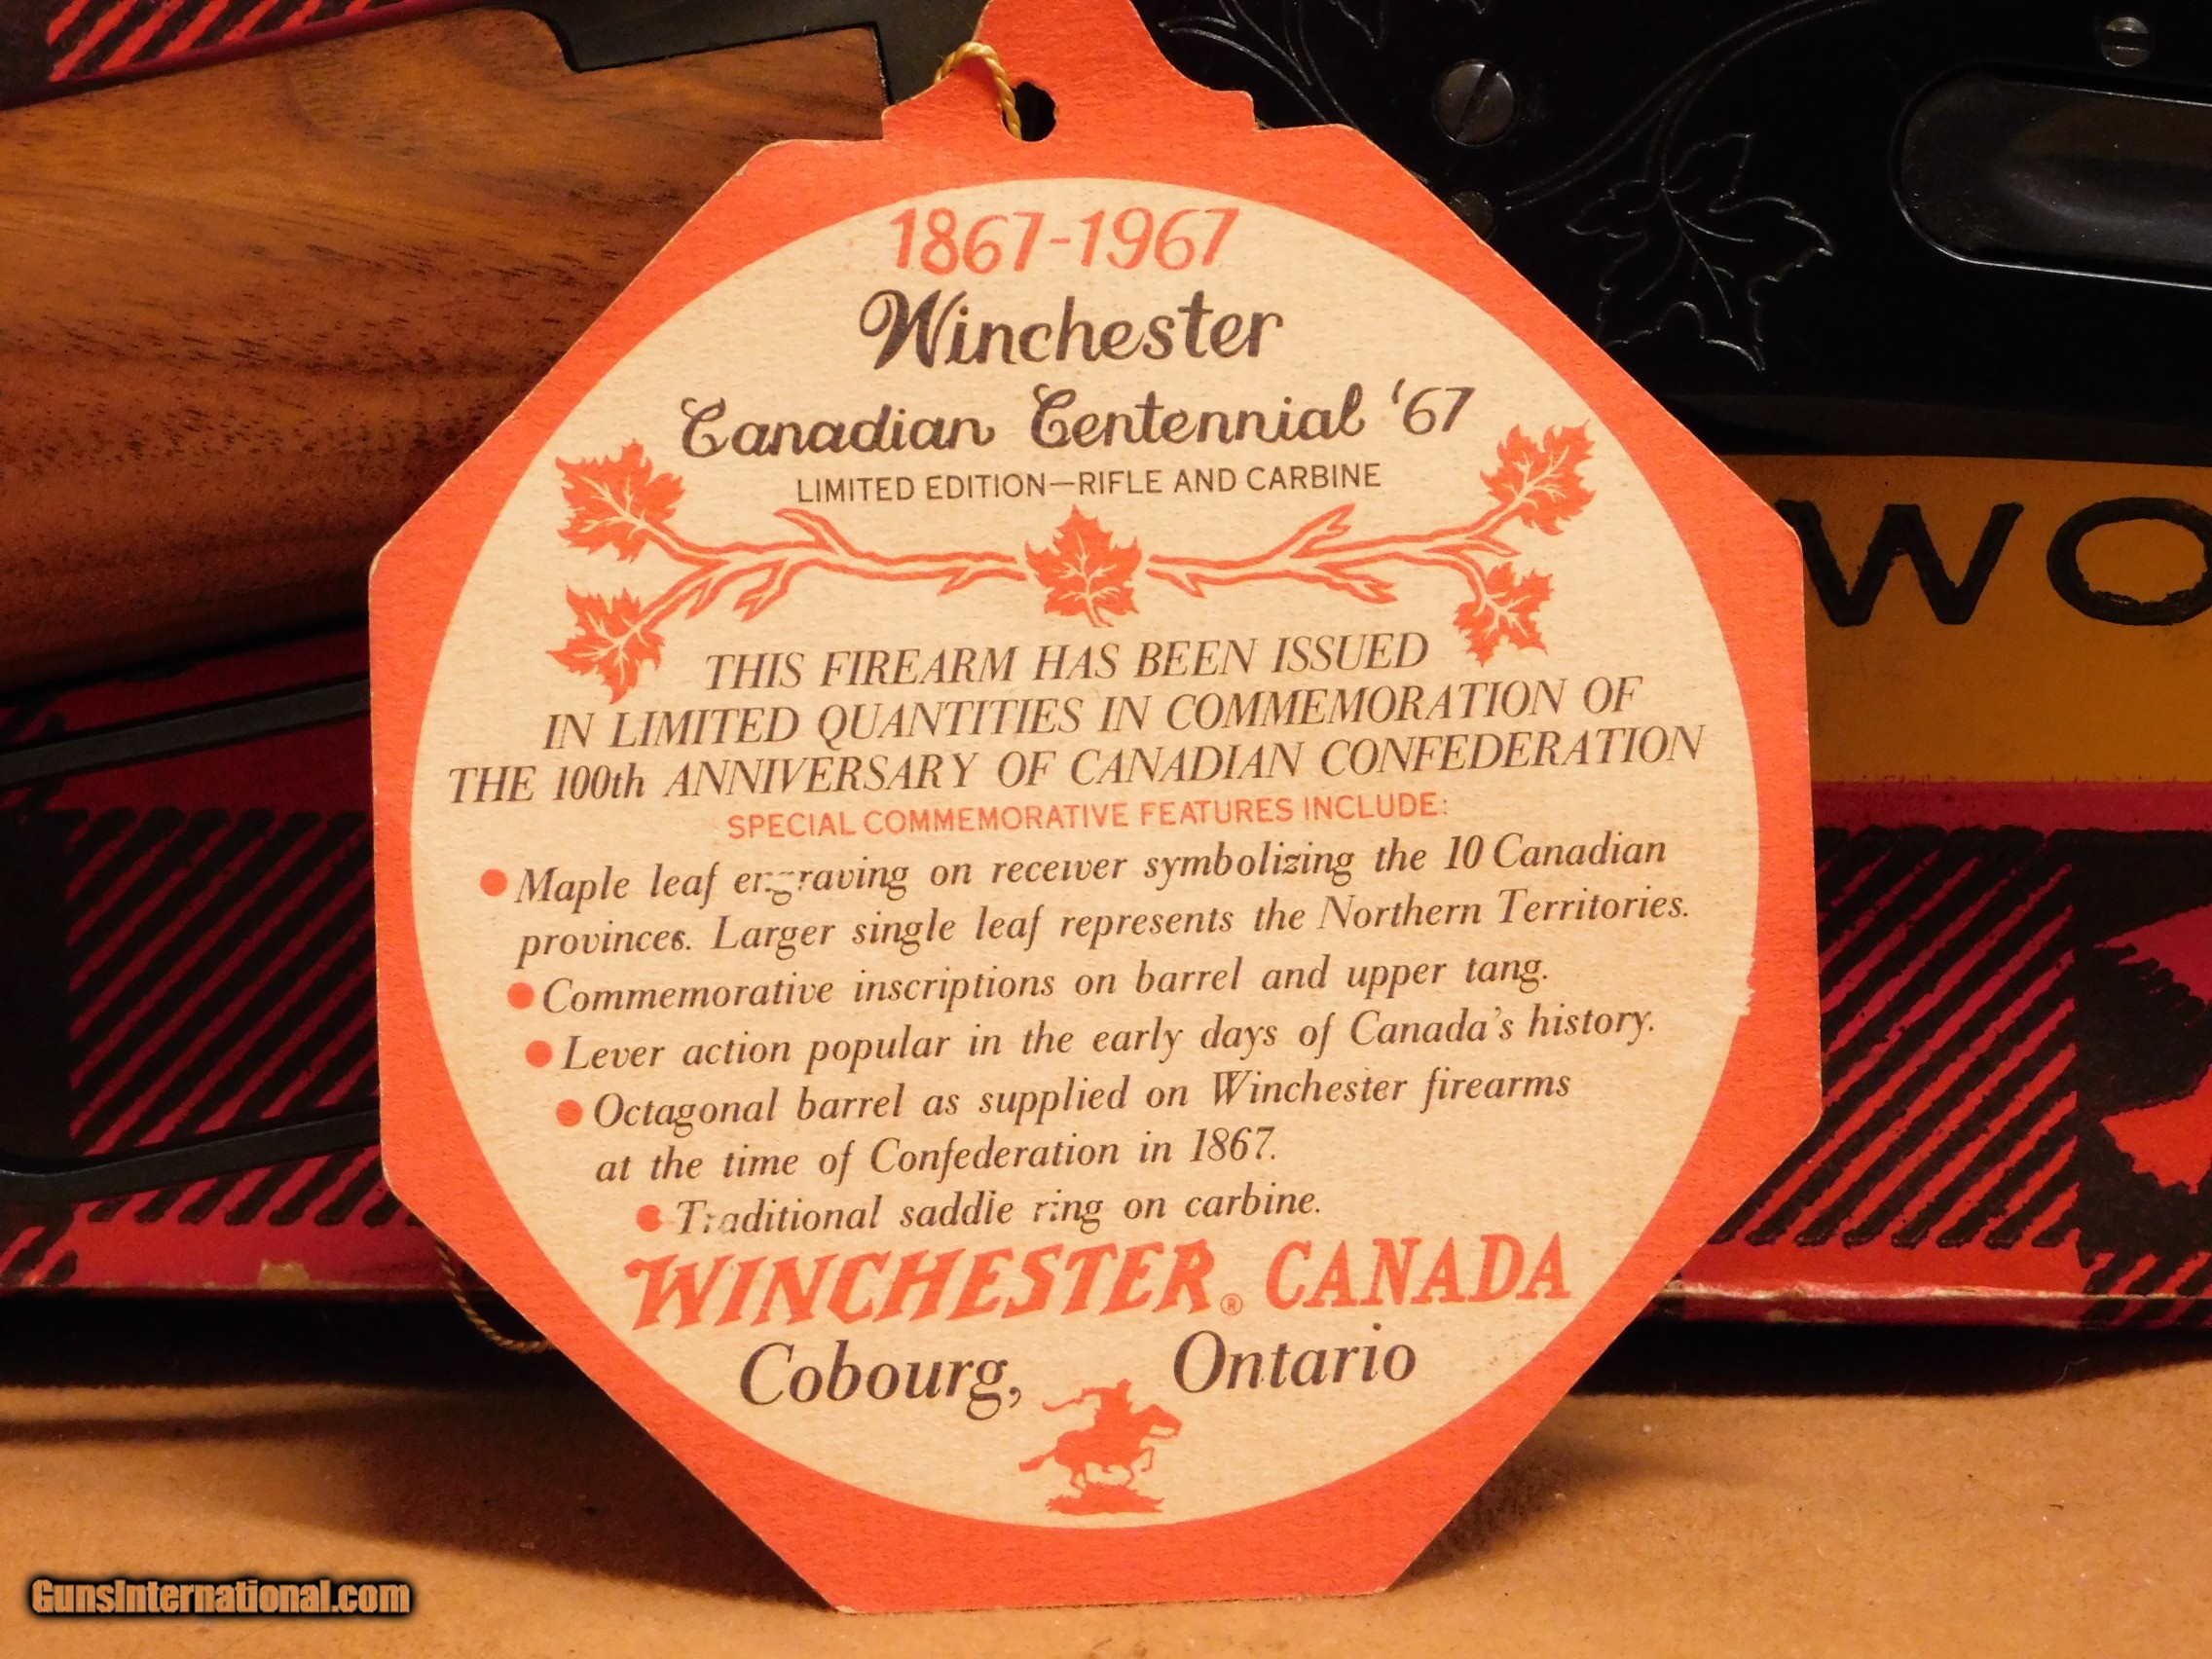 1867-1967
Winchester
Canadian Centennial '67
LIMITED EDITION—RIFLE AND CARBINE
THIS FIREARM HAS BEEN ISSUED
IN LIMITED QUANTITIES IN COMMEMORATION OF
THE 100th ANNIVERSARY OF CANADIAN CONFEDERATION
SPECIAL COMMEMORATIVE FEATURES INCLUDE:
• Maple leaf engraving on receiver symbolizing the 10 Canadian
provinces. Larger single leaf represents the Northern Territories.
• Commemorative inscriptions on barrel and upper tang.
• Lever action popular in the early days of Canada's history.
• Octagonal barrel as supplied on Winchester firearms
at the time of Confederation in 1867.
• Traditional saddle ring on carbine.
WINCHESTER® CANADA
Cobourg, Ontario
WO
GunsInternational.com